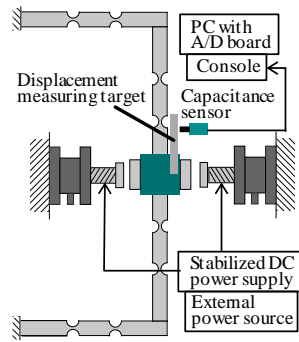 PC with
A/D board
Console
Displacement
measuring target
Capacitance
sensor
Stabilized DC
power supply
External
power source